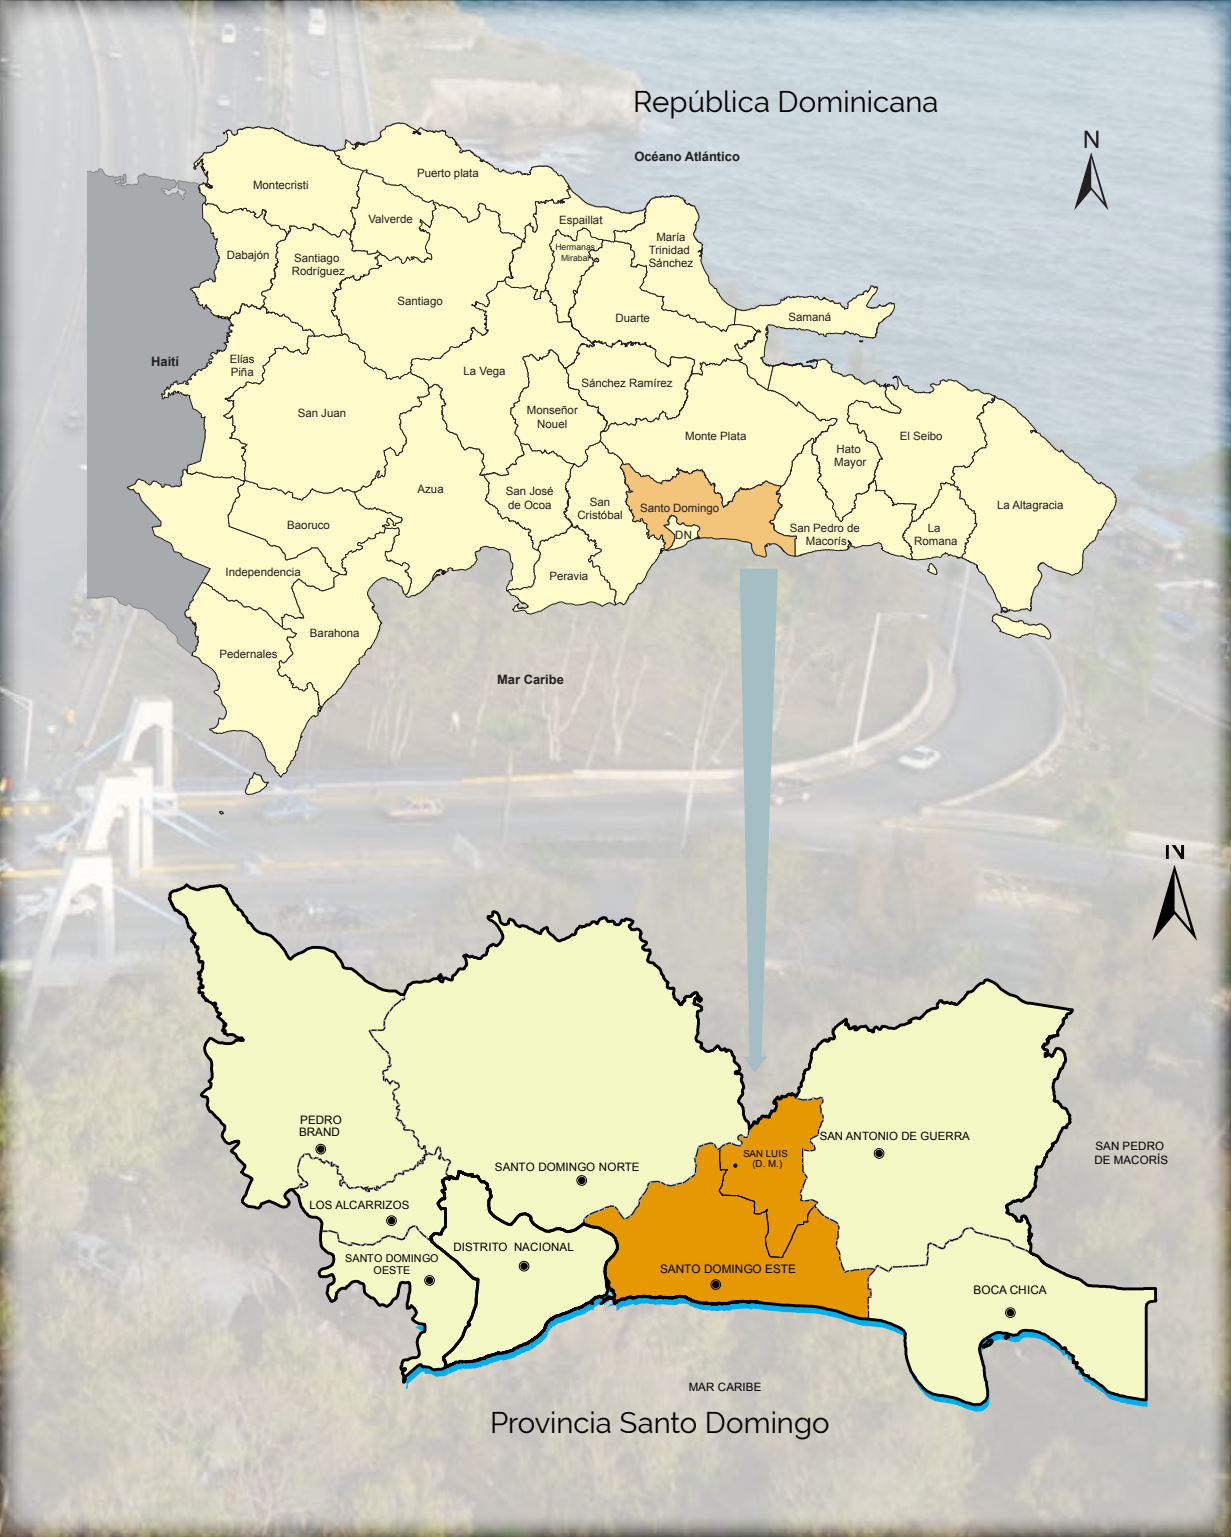 República Dominicana
Océano Atlántico
N
Puerto plata
Montecristi
Valverde
Espaillat
María
Trinidad
Sánchez
Hermanas
Mirabal
Dabajón
Santiago
Rodríguez
Santiago
Duarte
Samaná
Haití
Elías
Piña
La Vega
Sánchez Ramírez
San Juan
Monseñor
Nouel
Monte Plata
El Seibo
Hato
Mayor
Azua
San José
de Ocoa
San
Cristóbal
Santo Domingo
DN
La Altagracia
Baoruco
San Pedro de
Macorís
La
Romana
Independencia
Peravia
Barahona
Pedernales
Mar Caribe
N
PEDRO
BRAND
SANTO DOMINGO NORTE
SAN LUIS
(D. M.)
SAN ANTONIO DE GUERRA
SAN PEDRO
DE MACORÍS
LOS ALCARRIZOS
DISTRITO NACIONAL
SANTO DOMINGO
OESTE
SANTO DOMINGO ESTE
BOCA CHICA
MAR CARIBE
Provincia Santo Domingo